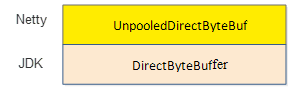 Netty UnpooledDirectByteBuf
JDK DirectByteBuffer